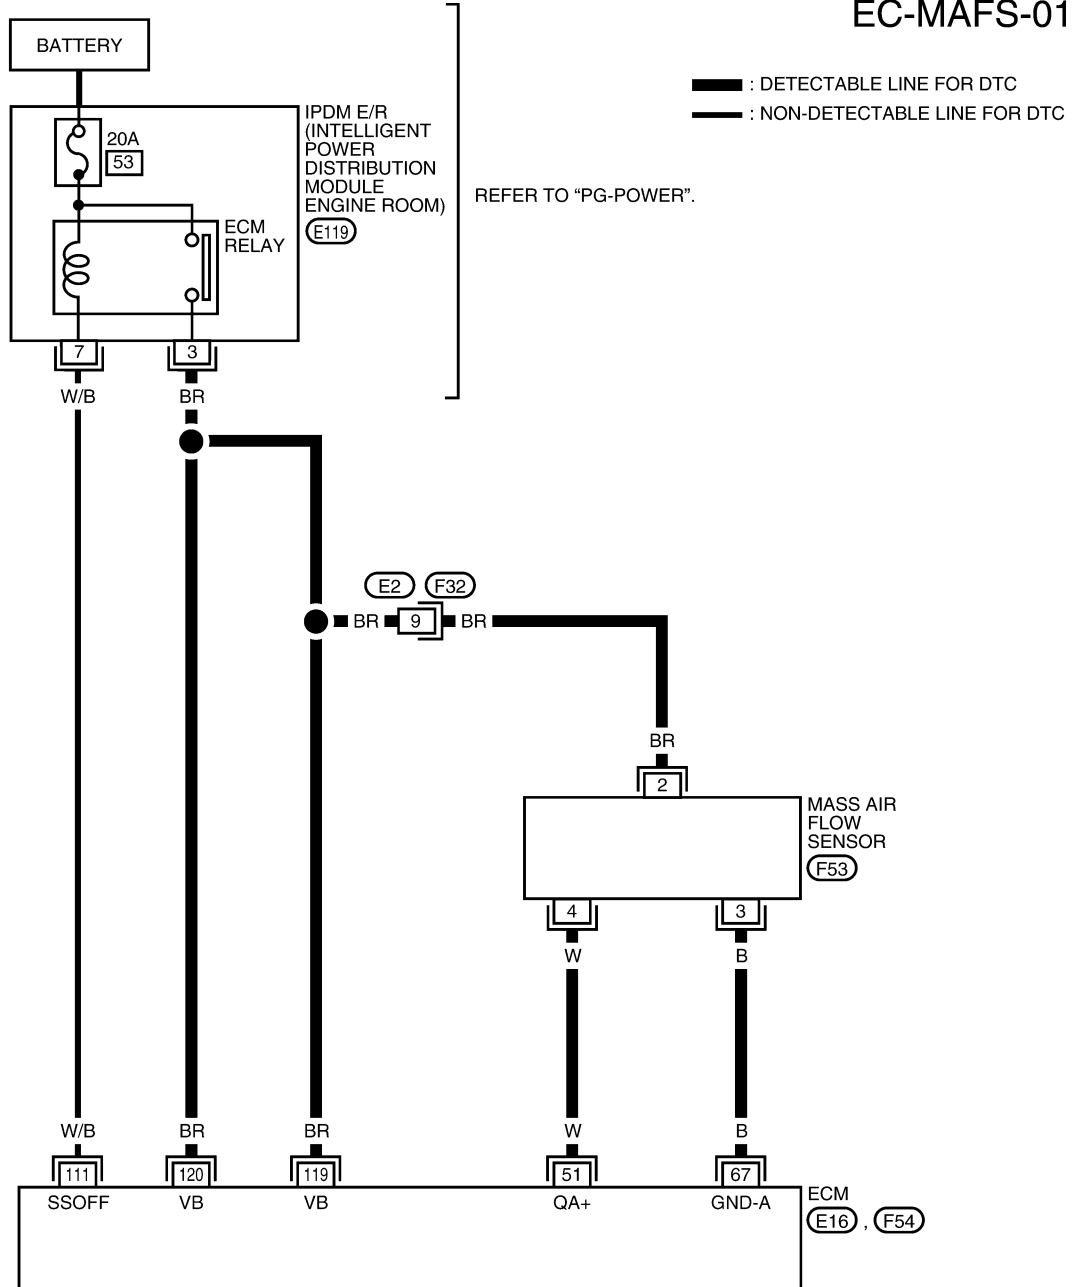 EC-MAFS-01
BATTERY
: DETECTABLE LINE FOR DTC
: NON-DETECTABLE LINE FOR DTC
IPDM E/R
(INTELLIGENT
POWER
DISTRIBUTION
MODULE
ENGINE ROOM)
E119
20A
53
REFER TO “PG-POWER”.
ECM
RELAY
7
3
W/B
BR
E2
F32
BR
9
BR
BR
2
MASS AIR
FLOW
SENSOR
F53
4
3
W
B
W/B
BR
BR
W
B
111
120
119
51
67
SSOFF
VB
VB
QA+
GND-A
ECM
E16 , F54